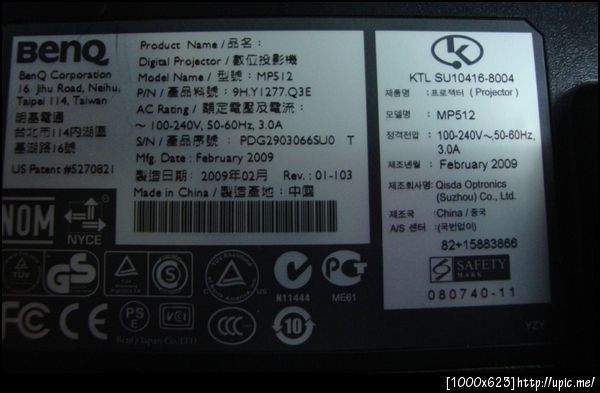 BenQ
BenQ Corporation
16 Jihu Road, Neihu,
Taipei 114, Taiwan
明基電通
台北市114內湖區
基湖路16號
US Patent #5270821
Product Name / 品名 :
Digital Projector / 數位投影機
Model Name / 型號 : MP512
P/N / 產品料號 : 9H.Y1277.Q3E
AC Rating / 額定電壓及電流 :
~ 100-240V, 50-60Hz, 3.0A
S/N / 產品序號 : PDG2903066SU0 T
Mfg. Date : February 2009
製造日期 : 2009年02月 Rev. : 01-103
Made in China / 製造產地 : 中國
KTL SU10416-8004
제품명 : 프로젝터 ( Projector )
모델명 : MP512
정격전압 : 100-240V~,50-60Hz, 3.0A
제조년월 : February 2009
제조회사명: Qisda Optronics
(Suzhou) Co., Ltd.
제조국 : China / 중국
A/S 센터 : (국번없이)
82+15883866
SAFETY
MARK
080740-11
NOM
NYCE
TÜV
GS
S
N11444
ME61
FC CE
PS
E
VCI
CCC
10
BenQ Japan Co., LTD.
YZY
[1000x623]http://upic.me/